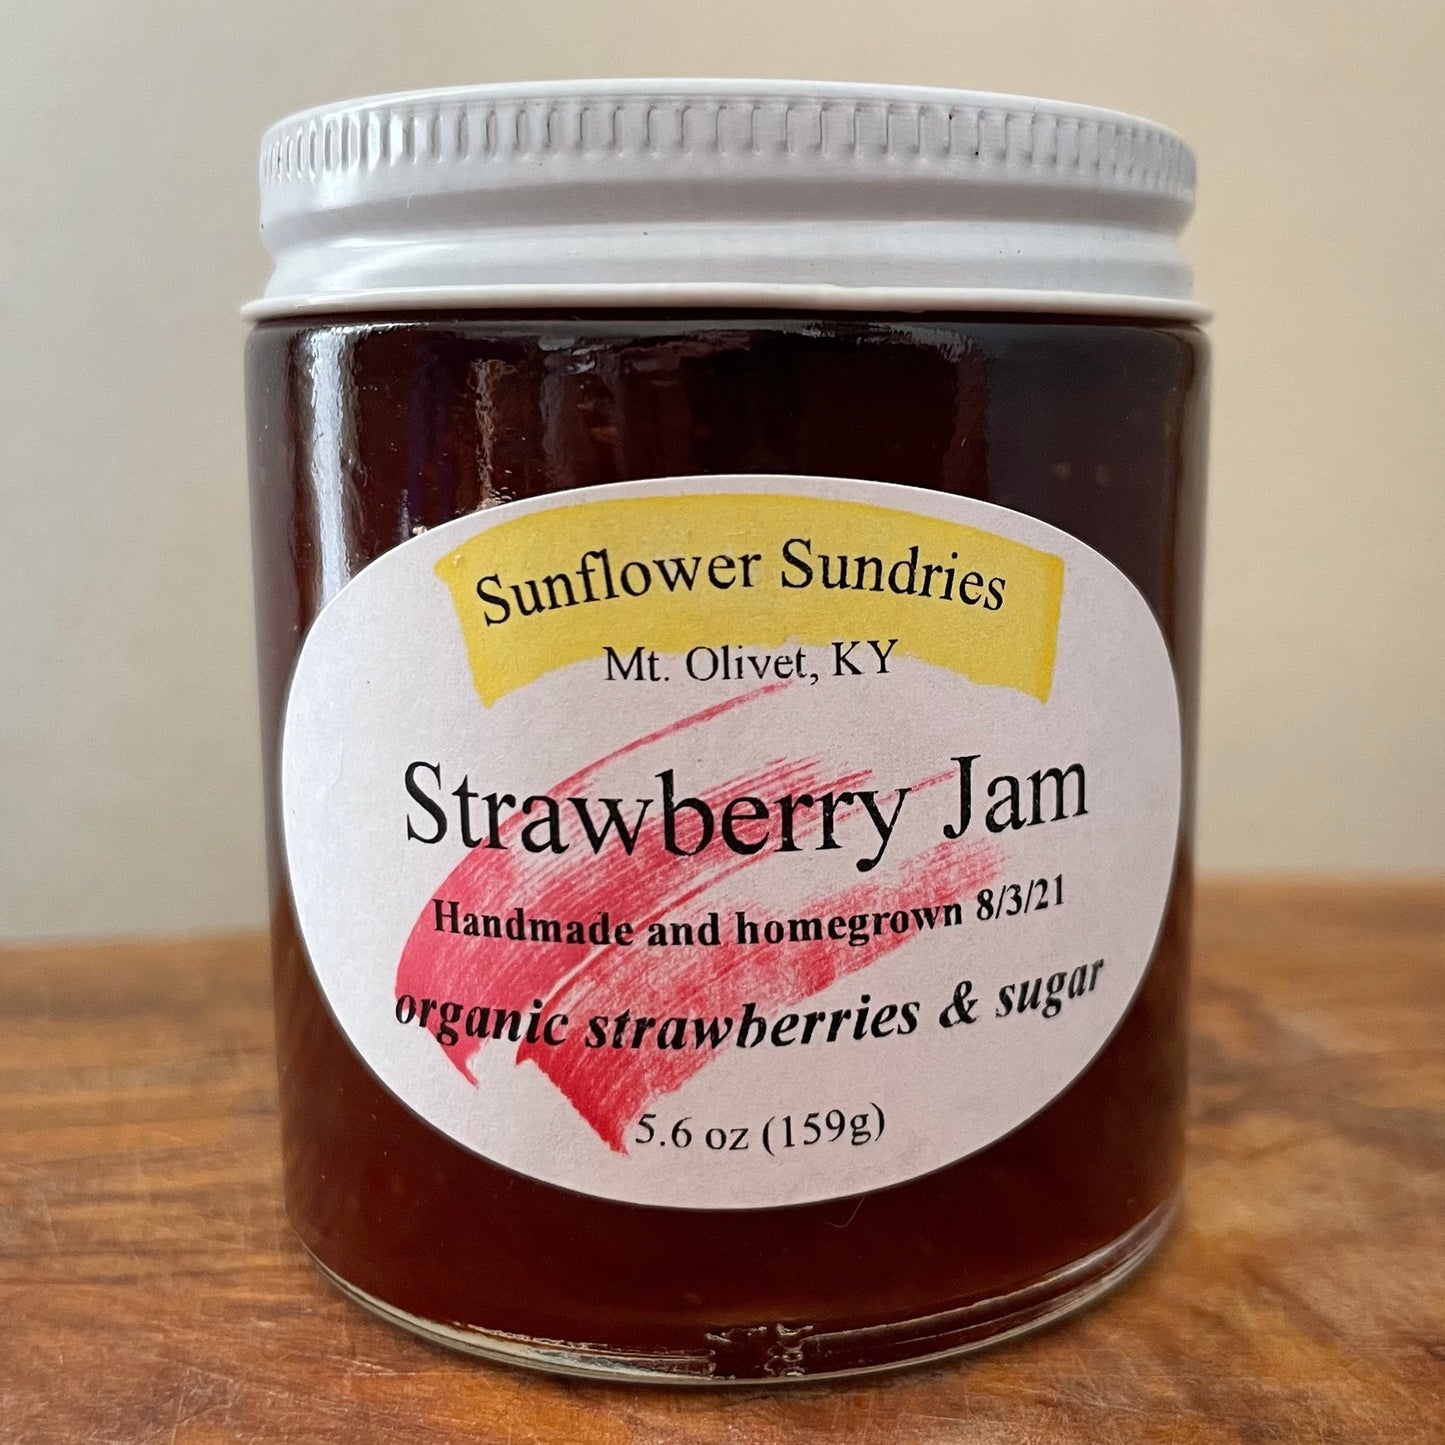 Sunflower Sundries
Mt. Olivet, KY
Strawberry Jam
Handmade and homegrown 8/3/21
organic strawberries & sugar
5.6 oz (159g)